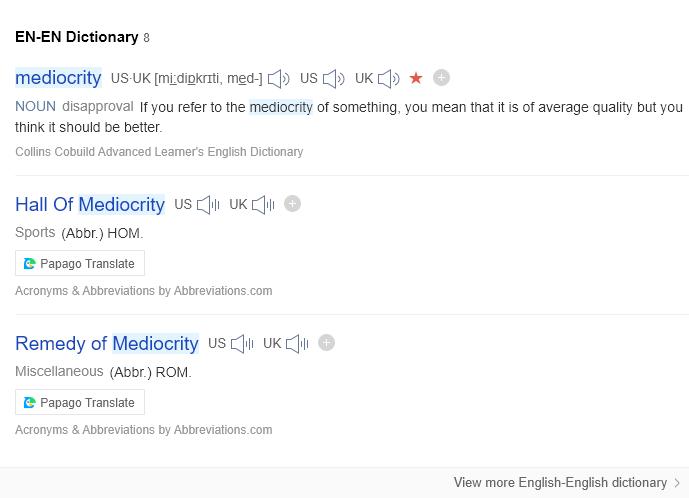 EN-EN Dictionary 8
mediocrity US·UK [mi:dipkrɪti, med-] US UK
NOUN disapproval If you refer to the mediocrity of something, you mean that it is of average quality but you
think it should be better.
Collins Cobuild Advanced Learner's English Dictionary
Hall Of Mediocrity US UK
Sports (Abbr.) HOM.
Papago Translate
Acronyms & Abbreviations by Abbreviations.com
Remedy of Mediocrity US UK
Miscellaneous (Abbr.) ROM.
Papago Translate
Acronyms & Abbreviations by Abbreviations.com
View more English-English dictionary